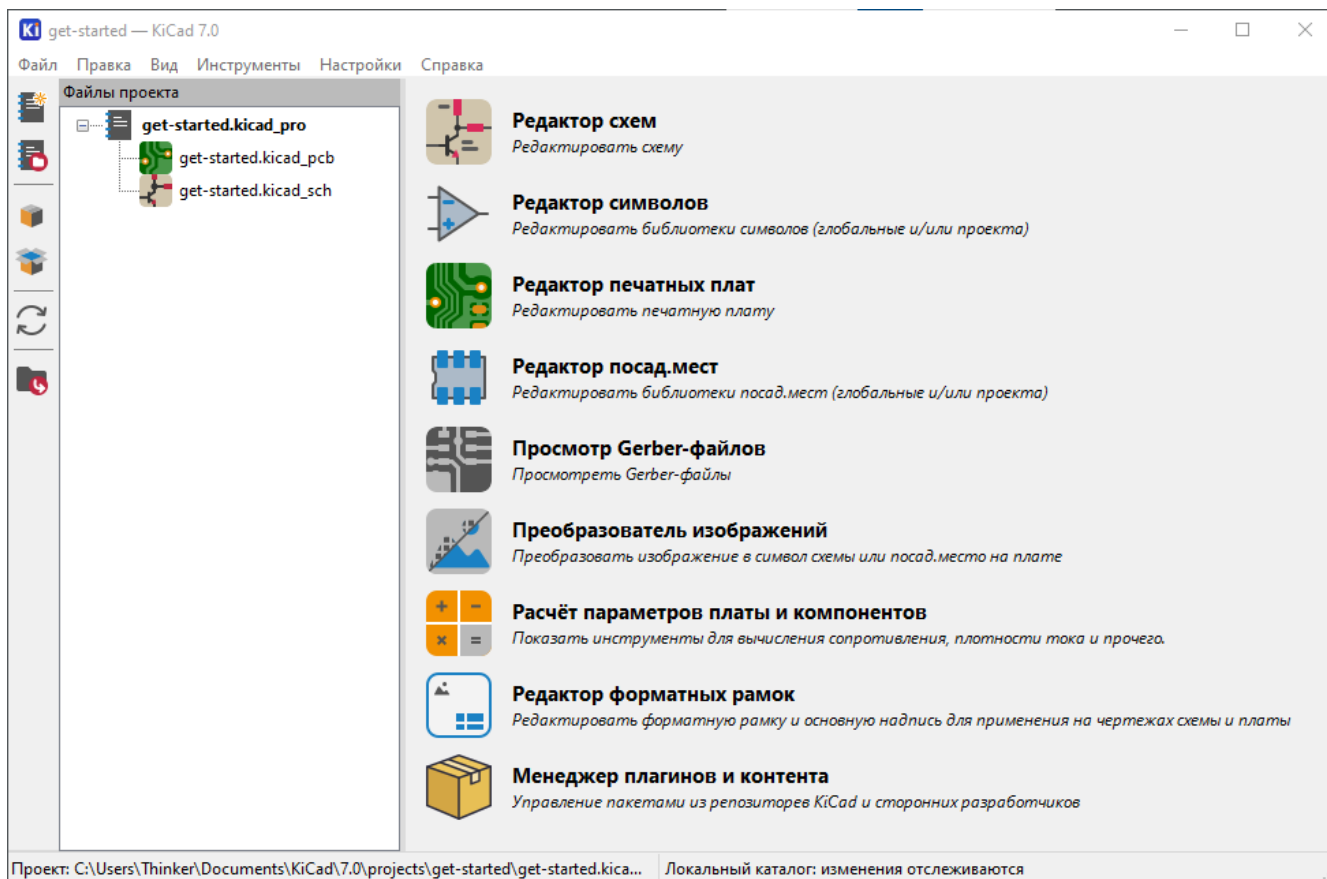 get-started — KiCad 7.0
Файл Правка Вид Инструменты Настройки Справка
Файлы проекта
get-started.kicad_pro
get-started.kicad_pcb
get-started.kicad_sch
Редактор схем
Редактировать схему
Редактор символов
Редактировать библиотеки символов (глобальные и/или проекта)
Редактор печатных плат
Редактировать печатную плату
Редактор посад.мест
Редактировать библиотеки посад.мест (глобальные и/или проекта)
Просмотр Gerber-файлов
Просмотреть Gerber-файлы
Преобразователь изображений
Преобразовать изображение в символ схемы или посад.место на плате
Расчёт параметров платы и компонентов
Показать инструменты для вычисления сопротивления, плотности тока и прочего.
Редактор форматных рамок
Редактировать форматную рамку и основную надпись для применения на чертежах схемы и платы
Менеджер плагинов и контента
Управление пакетами из репозиторев KiCad и сторонних разработчиков
Проект: C:\Users\Thinker\Documents\KiCad\7.0\projects\get-started\get-started.kica... Локальный каталог: изменения отслеживаются